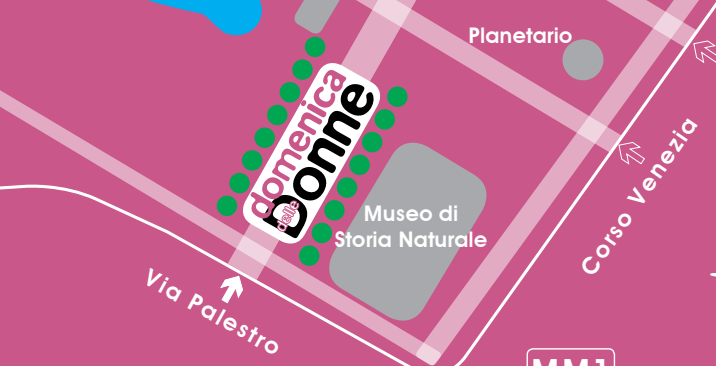 Planetario
domenica
delle
Donne
Museo di
Storia Naturale
Corso Venezia
Via Palestro
MM1